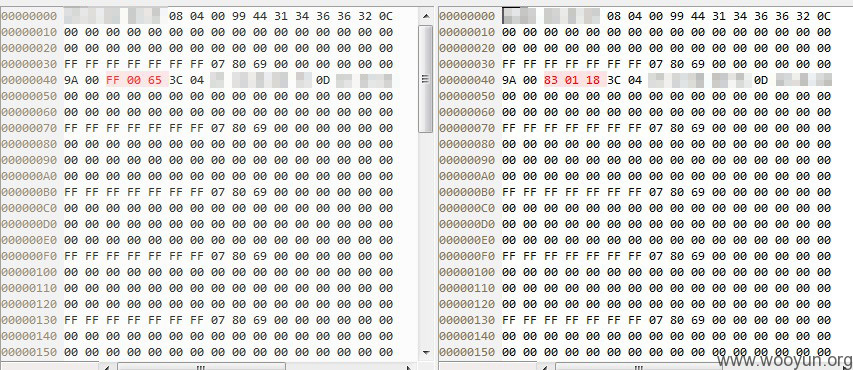 00000000 08 04 00 99 44 31 34 36 36 32 0C
00000010 00 00 00 00 00 00 00 00 00 00 00 00 00 00 00 00
00000020 00 00 00 00 00 00 00 00 00 00 00 00 00 00 00 00
00000030 FF FF FF FF FF FF FF 07 80 69 00 00 00 00 00 00
00000040 9A 00 FF 00 65 3C 04 0D
00000050 00 00 00 00 00 00 00 00 00 00 00 00 00 00 00 00
00000060 00 00 00 00 00 00 00 00 00 00 00 00 00 00 00 00
00000070 FF FF FF FF FF FF FF 07 80 69 00 00 00 00 00 00
00000080 00 00 00 00 00 00 00 00 00 00 00 00 00 00 00 00
00000090 00 00 00 00 00 00 00 00 00 00 00 00 00 00 00 00
000000A0 00 00 00 00 00 00 00 00 00 00 00 00 00 00 00 00
000000B0 FF FF FF FF FF FF FF 07 80 69 00 00 00 00 00 00
000000C0 00 00 00 00 00 00 00 00 00 00 00 00 00 00 00 00
000000D0 00 00 00 00 00 00 00 00 00 00 00 00 00 00 00 00
000000E0 00 00 00 00 00 00 00 00 00 00 00 00 00 00 00 00
000000F0 FF FF FF FF FF FF FF 07 80 69 00 00 00 00 00 00
00000100 00 00 00 00 00 00 00 00 00 00 00 00 00 00 00 00
00000110 00 00 00 00 00 00 00 00 00 00 00 00 00 00 00 00
00000120 00 00 00 00 00 00 00 00 00 00 00 00 00 00 00 00
00000130 FF FF FF FF FF FF FF 07 80 69 00 00 00 00 00 00
00000140 00 00 00 00 00 00 00 00 00 00 00 00 00 00 00 00
00000150 00 00 00 00 00 00 00 00 00 00 00 00 00 00 00 00
00000000 08 04 00 99 44 31 34 36 36 32 0C
00000010 00 00 00 00 00 00 00 00 00 00 00 00 00 00 00 00
00000020 00 00 00 00 00 00 00 00 00 00 00 00 00 00 00 00
00000030 FF FF FF FF FF FF FF 07 80 69 00 00 00 00 00 00
00000040 9A 00 83 01 18 3C 04 0D
00000050 00 00 00 00 00 00 00 00 00 00 00 00 00 00 00 00
00000060 00 00 00 00 00 00 00 00 00 00 00 00 00 00 00 00
00000070 FF FF FF FF FF FF FF 07 80 69 00 00 00 00 00 00
00000080 00 00 00 00 00 00 00 00 00 00 00 00 00 00 00 00
00000090 00 00 00 00 00 00 00 00 00 00 00 00 00 00 00 00
000000A0 00 00 00 00 00 00 00 00 00 00 00 00 00 00 00 00
000000B0 FF FF FF FF FF FF FF 07 80 69 00 00 00 00 00 00
000000C0 00 00 00 00 00 00 00 00 00 00 00 00 00 00 00 00
000000D0 00 00 00 00 00 00 00 00 00 00 00 00 00 00 00 00
000000E0 00 00 00 00 00 00 00 00 00 00 00 00 00 00 00 00
000000F0 FF FF FF FF FF FF FF 07 80 69 00 00 00 00 00 00
00000100 00 00 00 00 00 00 00 00 00 00 00 00 00 00 00 00
00000110 00 00 00 00 00 00 00 00 00 00 00 00 00 00 00 00
00000120 00 00 00 00 00 00 00 00 00 00 00 00 00 00 00 00
00000130 FF FF FF FF FF FF FF 07 80 69 00 00 00 00 00 00
00000140 00 00 00 00 00 00 00 00 00 00 00 00 00 00 00 00
00000150 00 00 00 00 00 00 00 00 00 00 00 00 00 00 00 00
www.wooyun.org